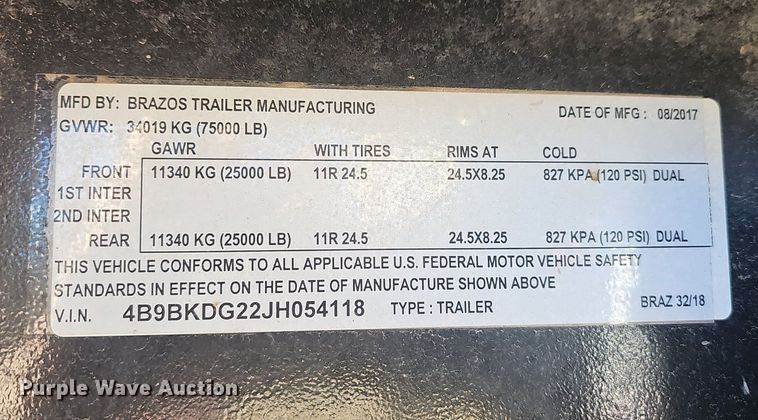 MFD BY: BRAZOS TRAILER MANUFACTURING DATE OF MFG : 08/2017
GVWR: 34019 KG (75000 LB)
GAWR WITH TIRES RIMS AT COLD
FRONT 11340 KG (25000 LB) 11R 24.5 24.5X8.25 827 KPA (120 PSI) DUAL
1ST INTER
2ND INTER
REAR 11340 KG (25000 LB) 11R 24.5 24.5X8.25 827 KPA (120 PSI) DUAL
THIS VEHICLE CONFORMS TO ALL APPLICABLE U.S. FEDERAL MOTOR VEHICLE SAFETY
STANDARDS IN EFFECT ON THE DATE OF MANUFACTURE SHOWN ABOVE
V.I.N. 4B9BKDG22JH054118 TYPE : TRAILER BRAZ 32/18
Purple Wave Auction